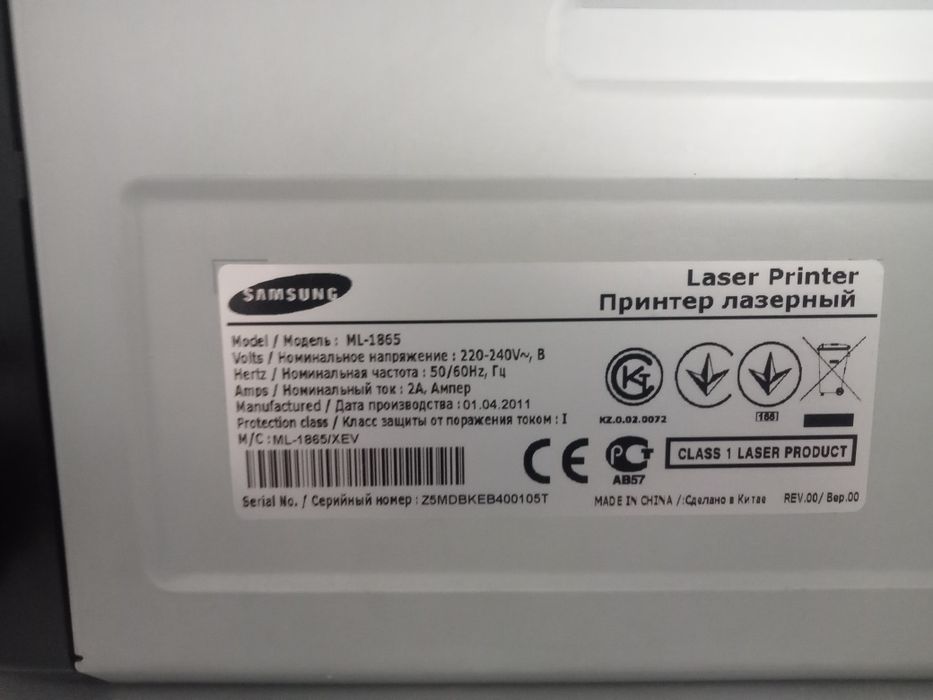 SAMSUNG
Laser Printer
Принтер лазерный
Model / Модель : ML-1865
Volts / Номинальное напряжение : 220-240V~, В
Hertz / Номинальная частота : 50/60Hz, Гц
Amps / Номинальный ток : 2A, Ампер
Manufactured / Дата производства : 01.04.2011
Protection class / Класс защиты от поражения током : I
M/C : ML-1865/XEV
KZ.0.02.0072
188
CE
РСТ
АВ57
CLASS 1 LASER PRODUCT
Serial No. / Серийный номер : Z5MDBKEB400105T
MADE IN CHINA /:Сделано в Китае
REV.00/ Вер.00